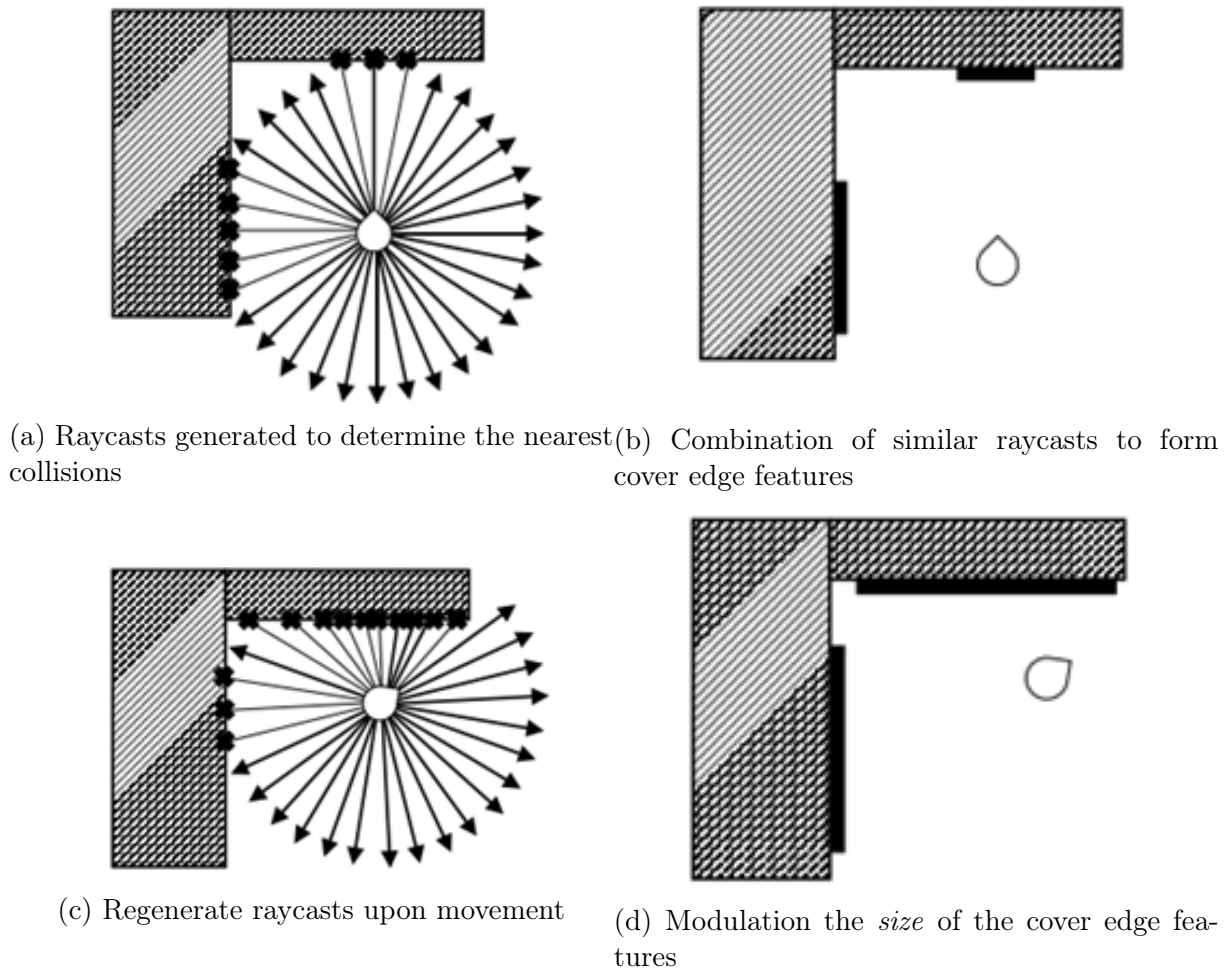 (a) Raycasts generated to determine the nearest
collisions
(b) Combination of similar raycasts to form
cover edge features
(c) Regenerate raycasts upon movement
(d) Modulation the size of the cover edge fea-
tures